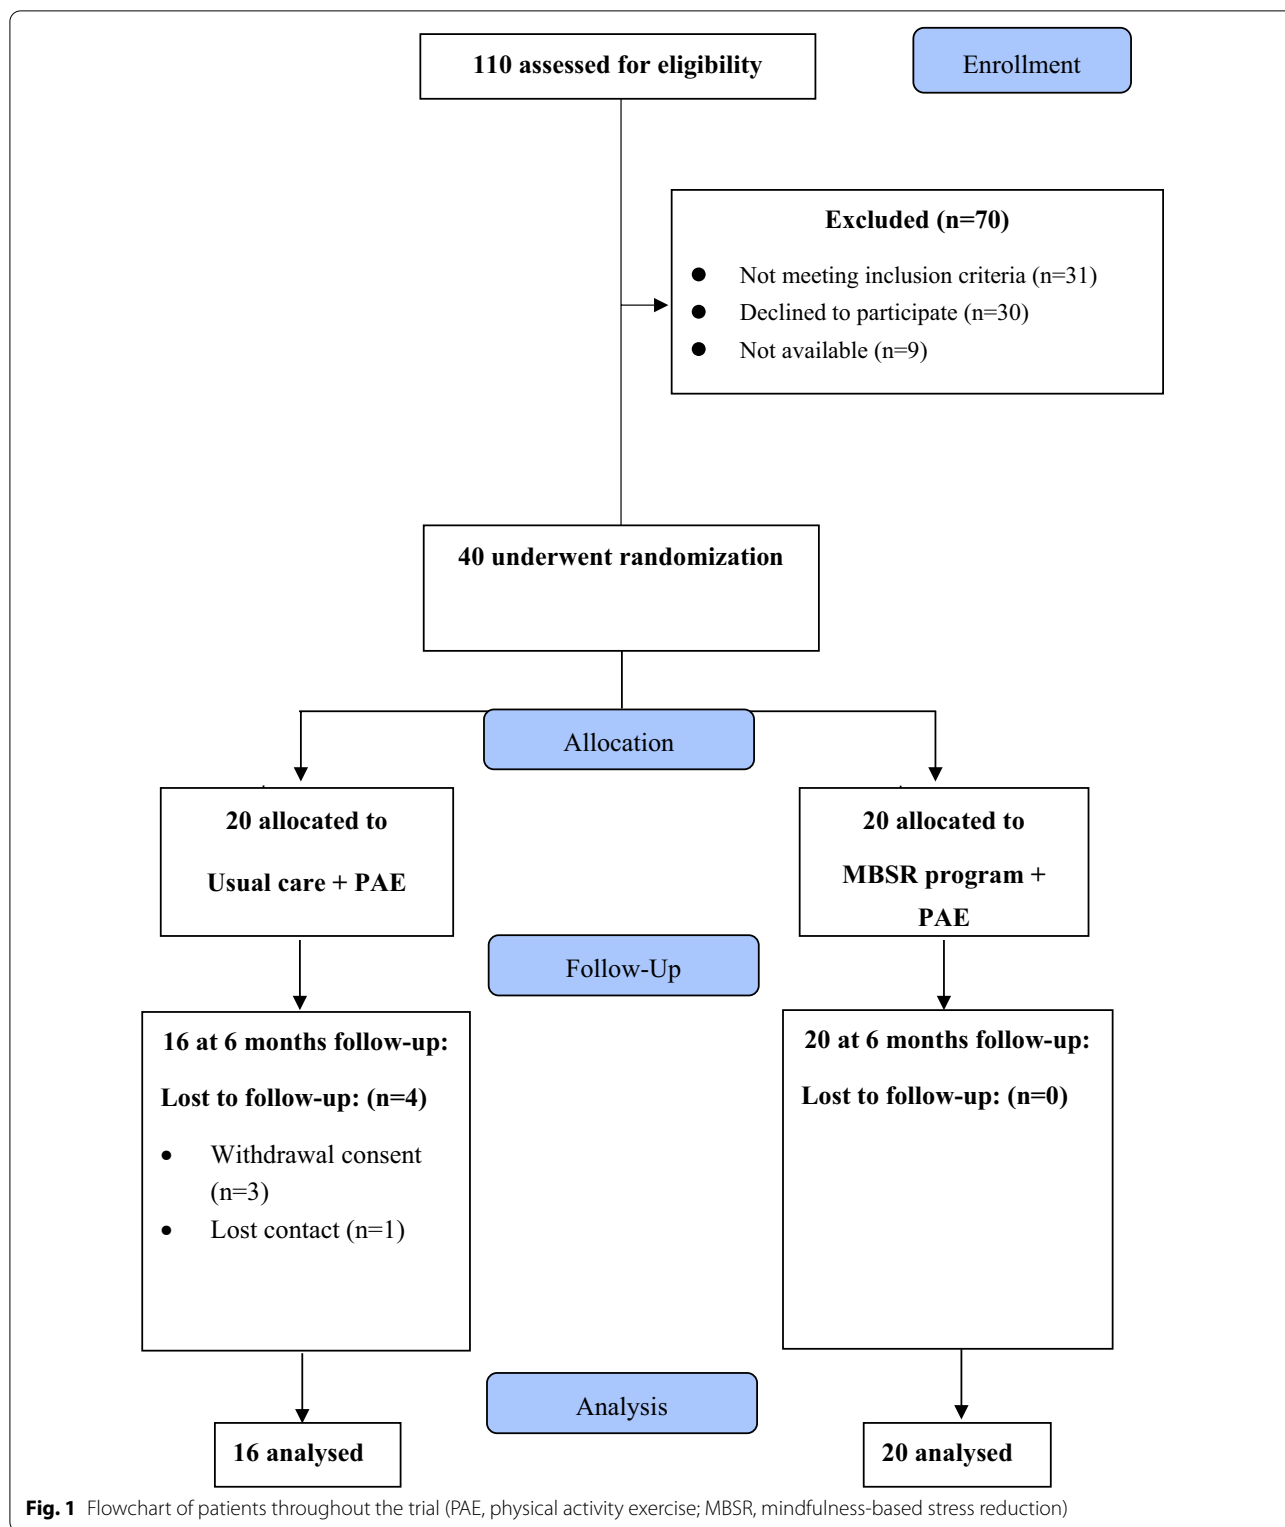 110 assessed for eligibility
Enrollment
Excluded (n=70)
● Not meeting inclusion criteria (n=31)
● Declined to participate (n=30)
● Not available (n=9)
40 underwent randomization
Allocation
20 allocated to
Usual care + PAE
20 allocated to
MBSR program +
PAE
Follow-Up
16 at 6 months follow-up:
Lost to follow-up: (n=4)
• Withdrawal consent
(n=3)
• Lost contact (n=1)
20 at 6 months follow-up:
Lost to follow-up: (n=0)
Analysis
16 analysed
20 analysed
Fig. 1 Flowchart of patients throughout the trial (PAE, physical activity exercise; MBSR, mindfulness-based stress reduction)